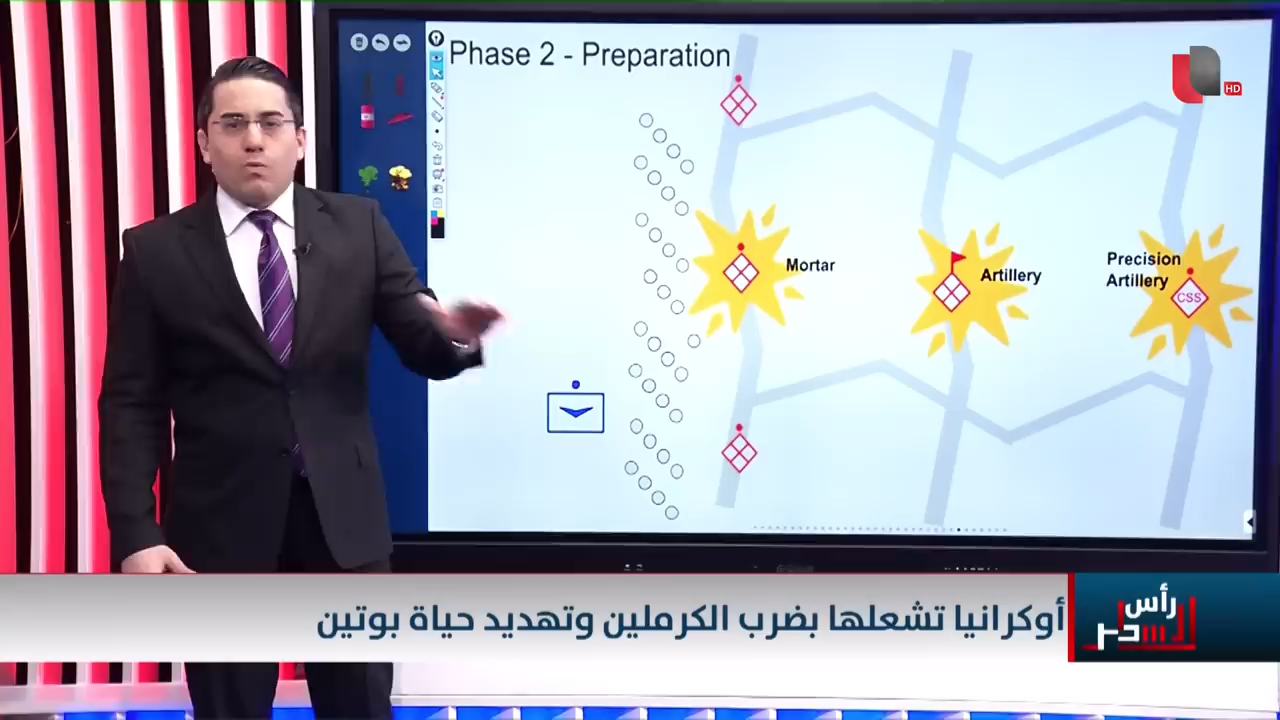 Phase 2 - Preparation
HD
Mortar
Artillery
Precision
Artillery
CSS
أوكرانيا تشعلها بضرب الكرملين وتهديد حياة بوتين
رأس
السطر